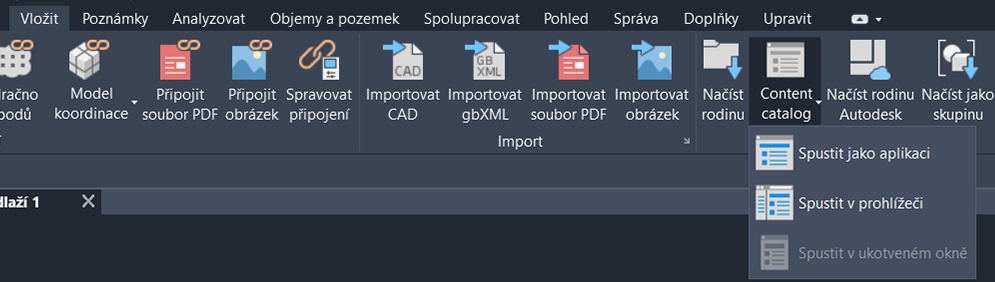 Vložit Poznámky Analyzovat Objemy a pozemek Spolupracovat Pohled Správa Doplňky Upravit
Model koordinace
Připojit soubor PDF
Připojit obrázek
Spravovat připojení
Importovat CAD
Importovat gbXML
Importovat soubor PDF
Importovat obrázek
Načíst rodinu
Content catalog
Načíst rodinu Autodesk
Načíst jako skupinu
CAD
GB XML
Import
Spustit jako aplikaci
Spustit v prohlížeči
Spustit v ukotveném okně
dlaží 1